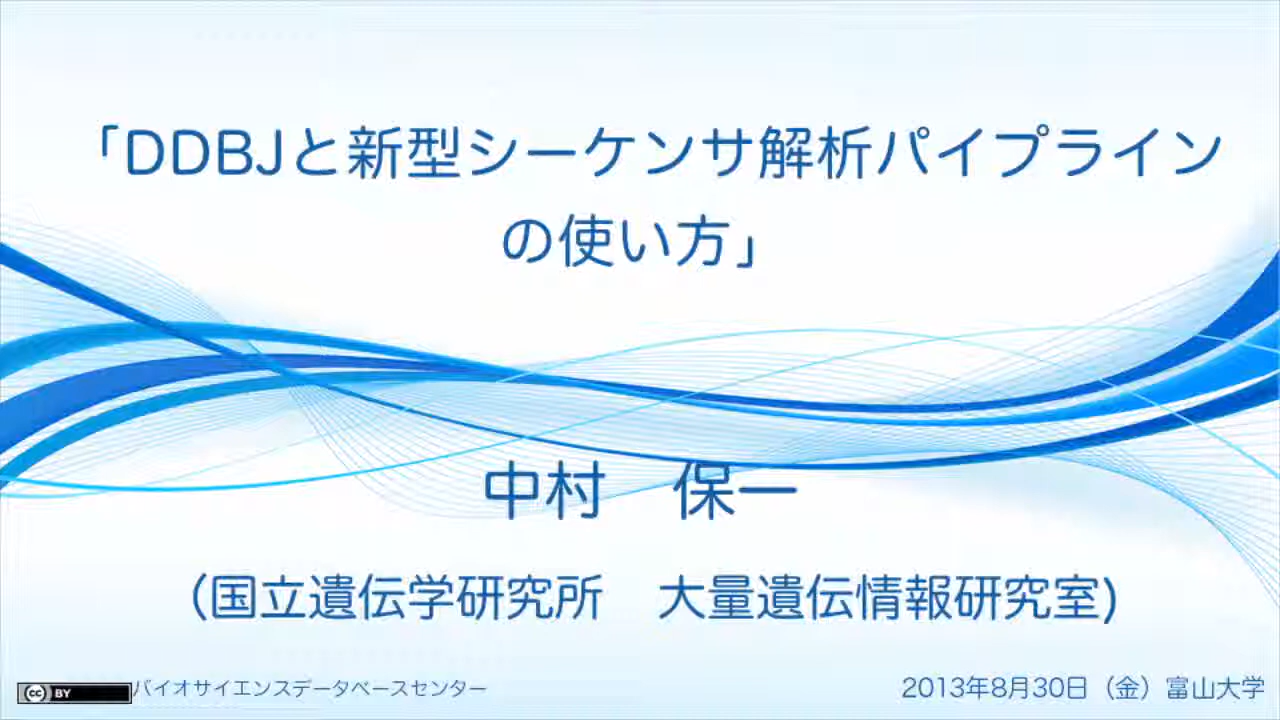 「DDBJと新型シーケンサ解析パイプライン
の使い方」
中村　保一
（国立遺伝学研究所　大量遺伝情報研究室)
cc BY
バイオサイエンスデータベースセンター
2013年8月30日（金）富山大学